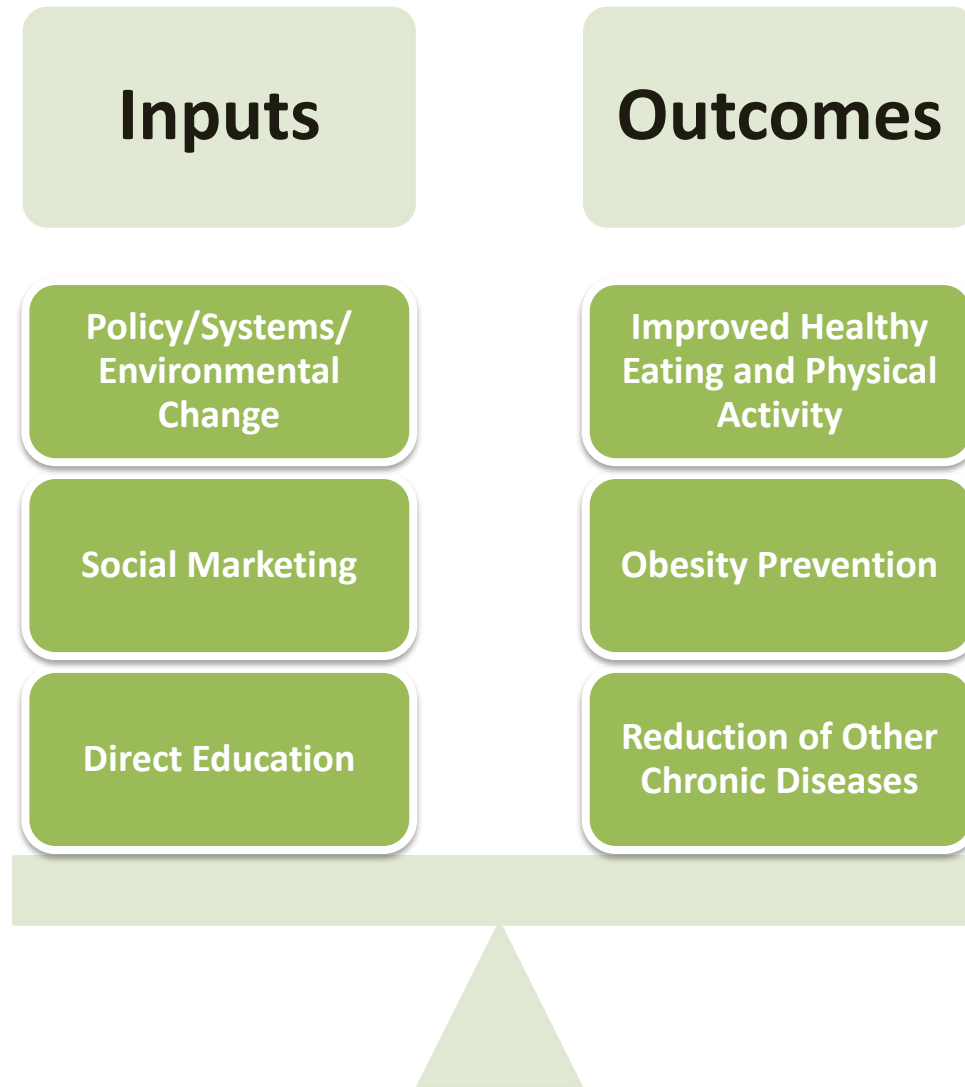 Inputs
Outcomes
Policy/Systems/
Environmental
Change
Improved Healthy
Eating and Physical
Activity
Social Marketing
Obesity Prevention
Direct Education
Reduction of Other
Chronic Diseases